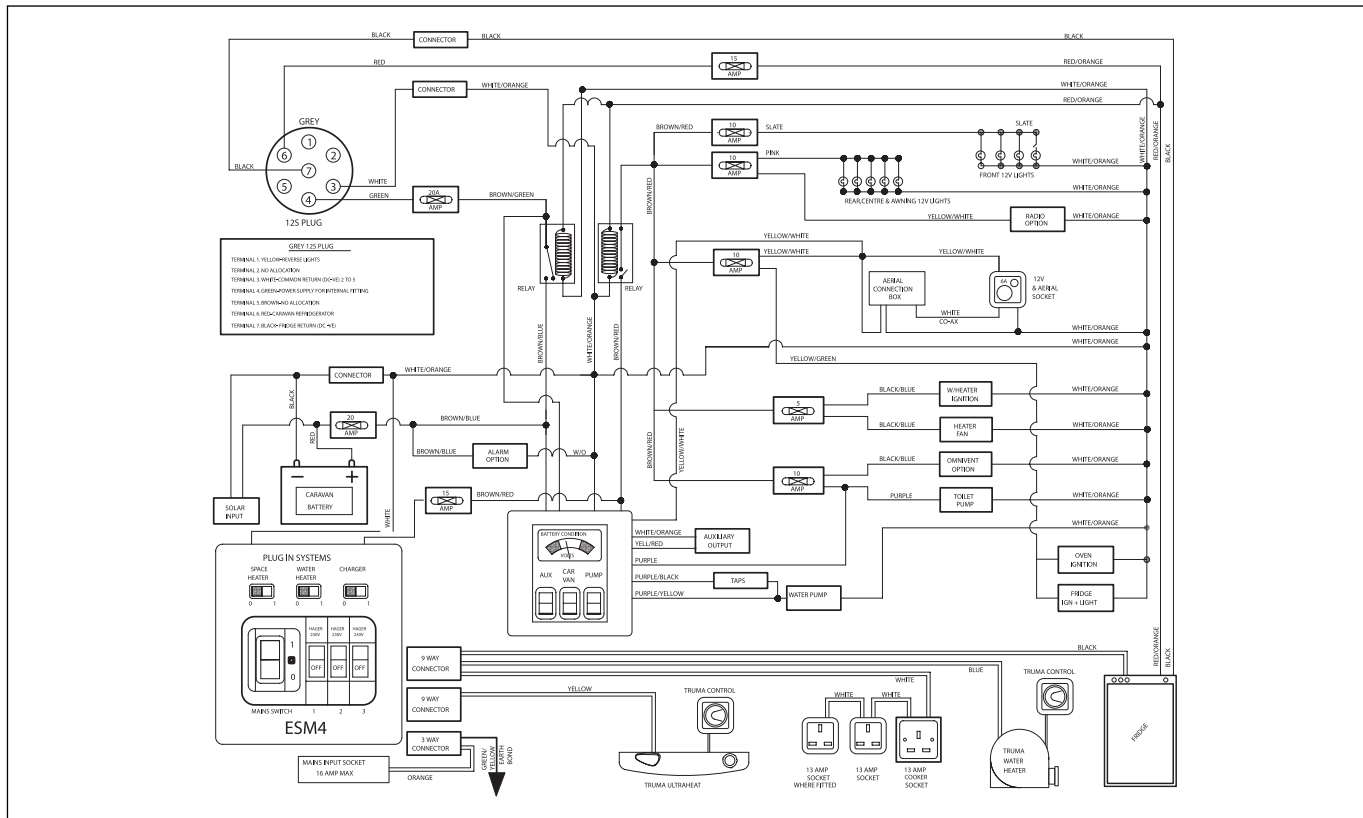 BLACK
CONNECTOR
BLACK
BLACK
RED
15
AMP
RED/ORANGE
CONNECTOR
WHITE/ORANGE
WHITE/ORANGE
RED/ORANGE
GREY
1
2
3
4
5
6
7
12S PLUG
BLACK
WHITE
GREEN
20A
AMP
BROWN/GREEN
BROWN/RED
10
AMP
SLATE
SLATE
FRONT 12V LIGHTS
WHITE/ORANGE
10
AMP
PINK
REAR,CENTRE & AWNING 12V LIGHTS
WHITE/ORANGE
YELLOW/WHITE
RADIO
OPTION
WHITE/ORANGE
WHITE/ORANGE
RED/ORANGE
BLACK
BROWN/RED
GREY 12S PLUG
TERMINAL 1. YELLOW-REVERSE LIGHTS
TERMINAL 2. NO ALLOCATION
TERMINAL 3. WHITE-COMMON RETURN (DC-VE) 2 TO 5
TERMINAL 4. GREEN-POWER SUPPLY FOR INTERNAL FITTING
TERMINAL 5. BROWN-NO ALLOCATION
TERMINAL 6. RED-CARAVAN REFRIDGERATOR
TERMINAL 7. BLACK- FRIDGE RETURN (DC -VE)
RELAY
RELAY
YELLOW/WHITE
YELLOW/WHITE
10
AMP
YELLOW/WHITE
AERIAL
CONNECTION
BOX
6A
12V
& AERIAL
SOCKET
WHITE
CO-AX
WHITE/ORANGE
WHITE/ORANGE
BROWN/BLUE
WHITE/ORANGE
BROWN/RED
YELLOW/GREEN
CONNECTOR
WHITE/ORANGE
BLACK
20
AMP
BROWN/BLUE
RED
BROWN/BLUE
ALARM
OPTION
W/O
CARAVAN
BATTERY
SOLAR
INPUT
WHITE
15
AMP
BROWN/RED
5
AMP
BLACK/BLUE
W/HEATER
IGNITION
WHITE/ORANGE
BLACK/BLUE
HEATER
FAN
WHITE/ORANGE
BROWN/RED
YELLOW/WHITE
10
AMP
BLACK/BLUE
OMNIVENT
OPTION
WHITE/ORANGE
PURPLE
TOILET
PUMP
WHITE/ORANGE
WHITE/ORANGE
BATTERY CONDITION
VOLTS
AUX
CAR
VAN
PUMP
WHITE/ORANGE
YELL/RED
AUXILIARY
OUTPUT
PURPLE
PURPLE/BLACK
TAPS
PURPLE/YELLOW
WATER PUMP
OVEN
IGNITION
FRIDGE
IGN + LIGHT
PLUG IN SYSTEMS
SPACE
HEATER
WATER
HEATER
CHARGER
0 1
0 1
0 1
HAGER
230V
HAGER
230V
HAGER
230V
1
0
OFF
OFF
OFF
MAINS SWITCH 1 2 3
ESM4
9 WAY
CONNECTOR
9 WAY
CONNECTOR
3 WAY
CONNECTOR
MAINS INPUT SOCKET
16 AMP MAX
ORANGE
GREEN/
YELLOW
EARTH
BOND
YELLOW
TRUMA CONTROL
TRUMA ULTRAHEAT
BLACK
BLUE
WHITE
WHITE
WHITE
13 AMP
SOCKET
WHERE FITTED
13 AMP
SOCKET
13 AMP
COOKER
SOCKET
TRUMA CONTROL
TRUMA
WATER
HEATER
RED/ORANGE
BLACK
FRIDGE